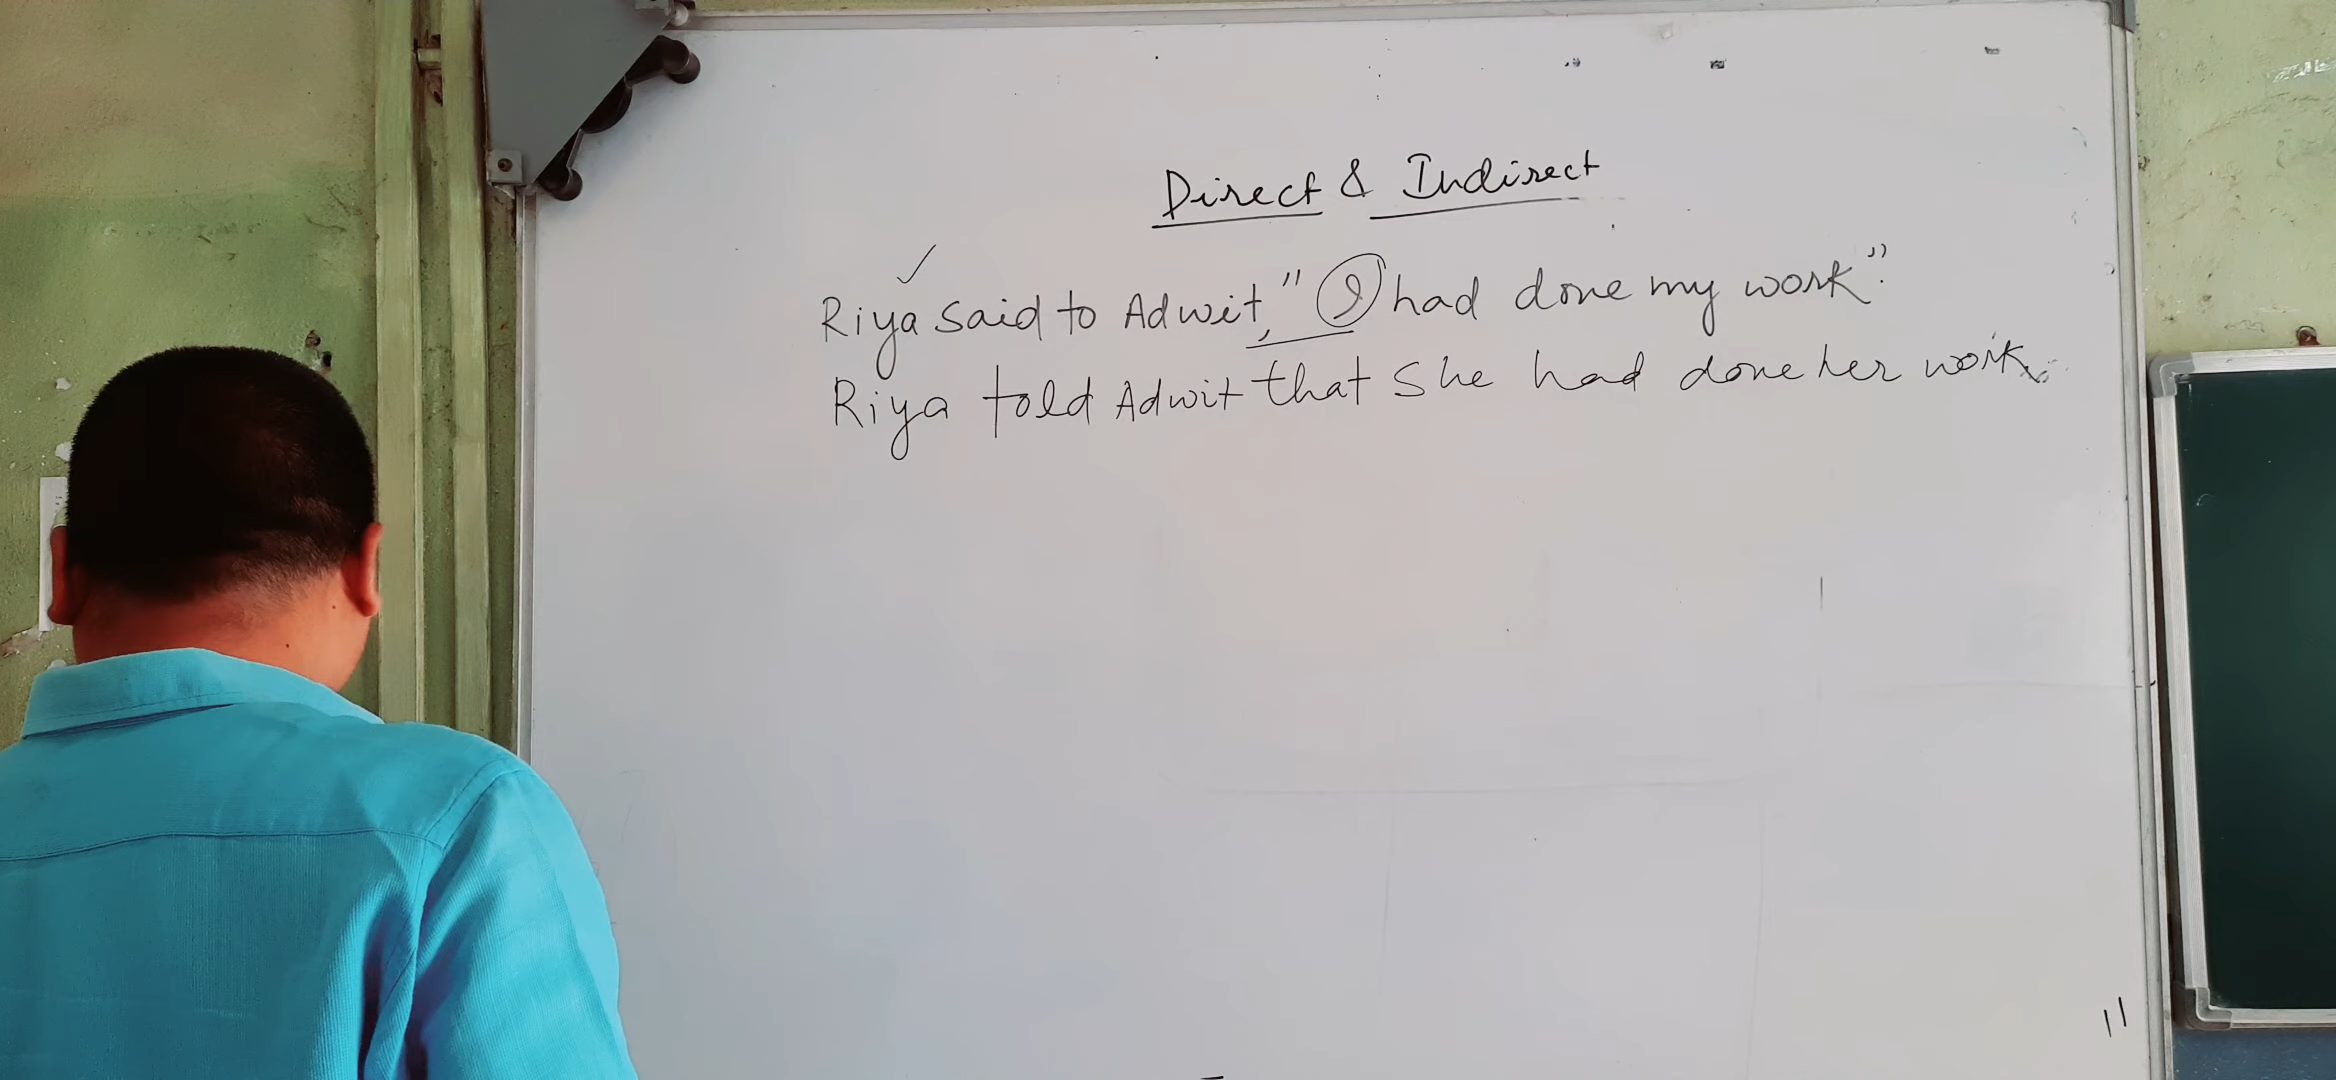 Direct & Indirect
Riya said to Adwit, "I had done my work".
Riya told Adwit that She had done her work.